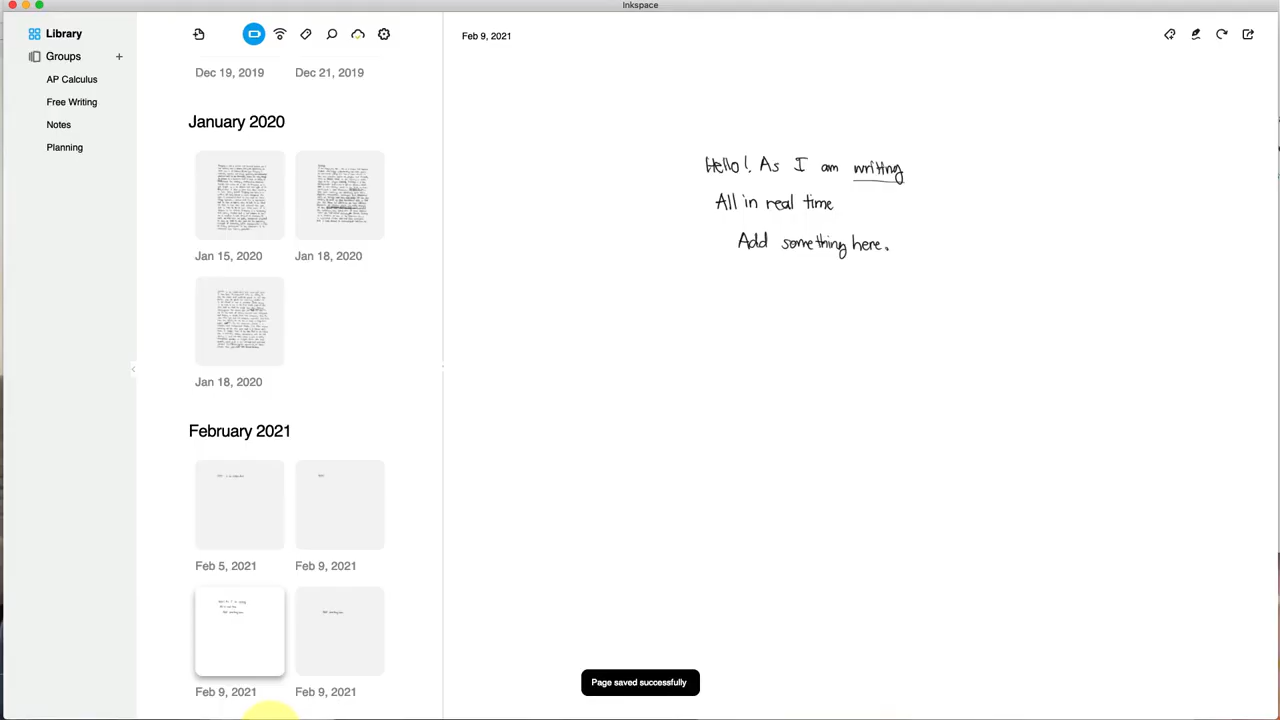 Inkspace
Library
Groups +
AP Calculus
Free Writing
Notes
Planning
Dec 19, 2019 Dec 21, 2019
January 2020
Jan 15, 2020 Jan 18, 2020
Jan 18, 2020
February 2021
Feb 5, 2021 Feb 9, 2021
Feb 9, 2021 Feb 9, 2021
Feb 9, 2021
Hello! As I am writing
All in real time
Add something here.
Page saved successfully